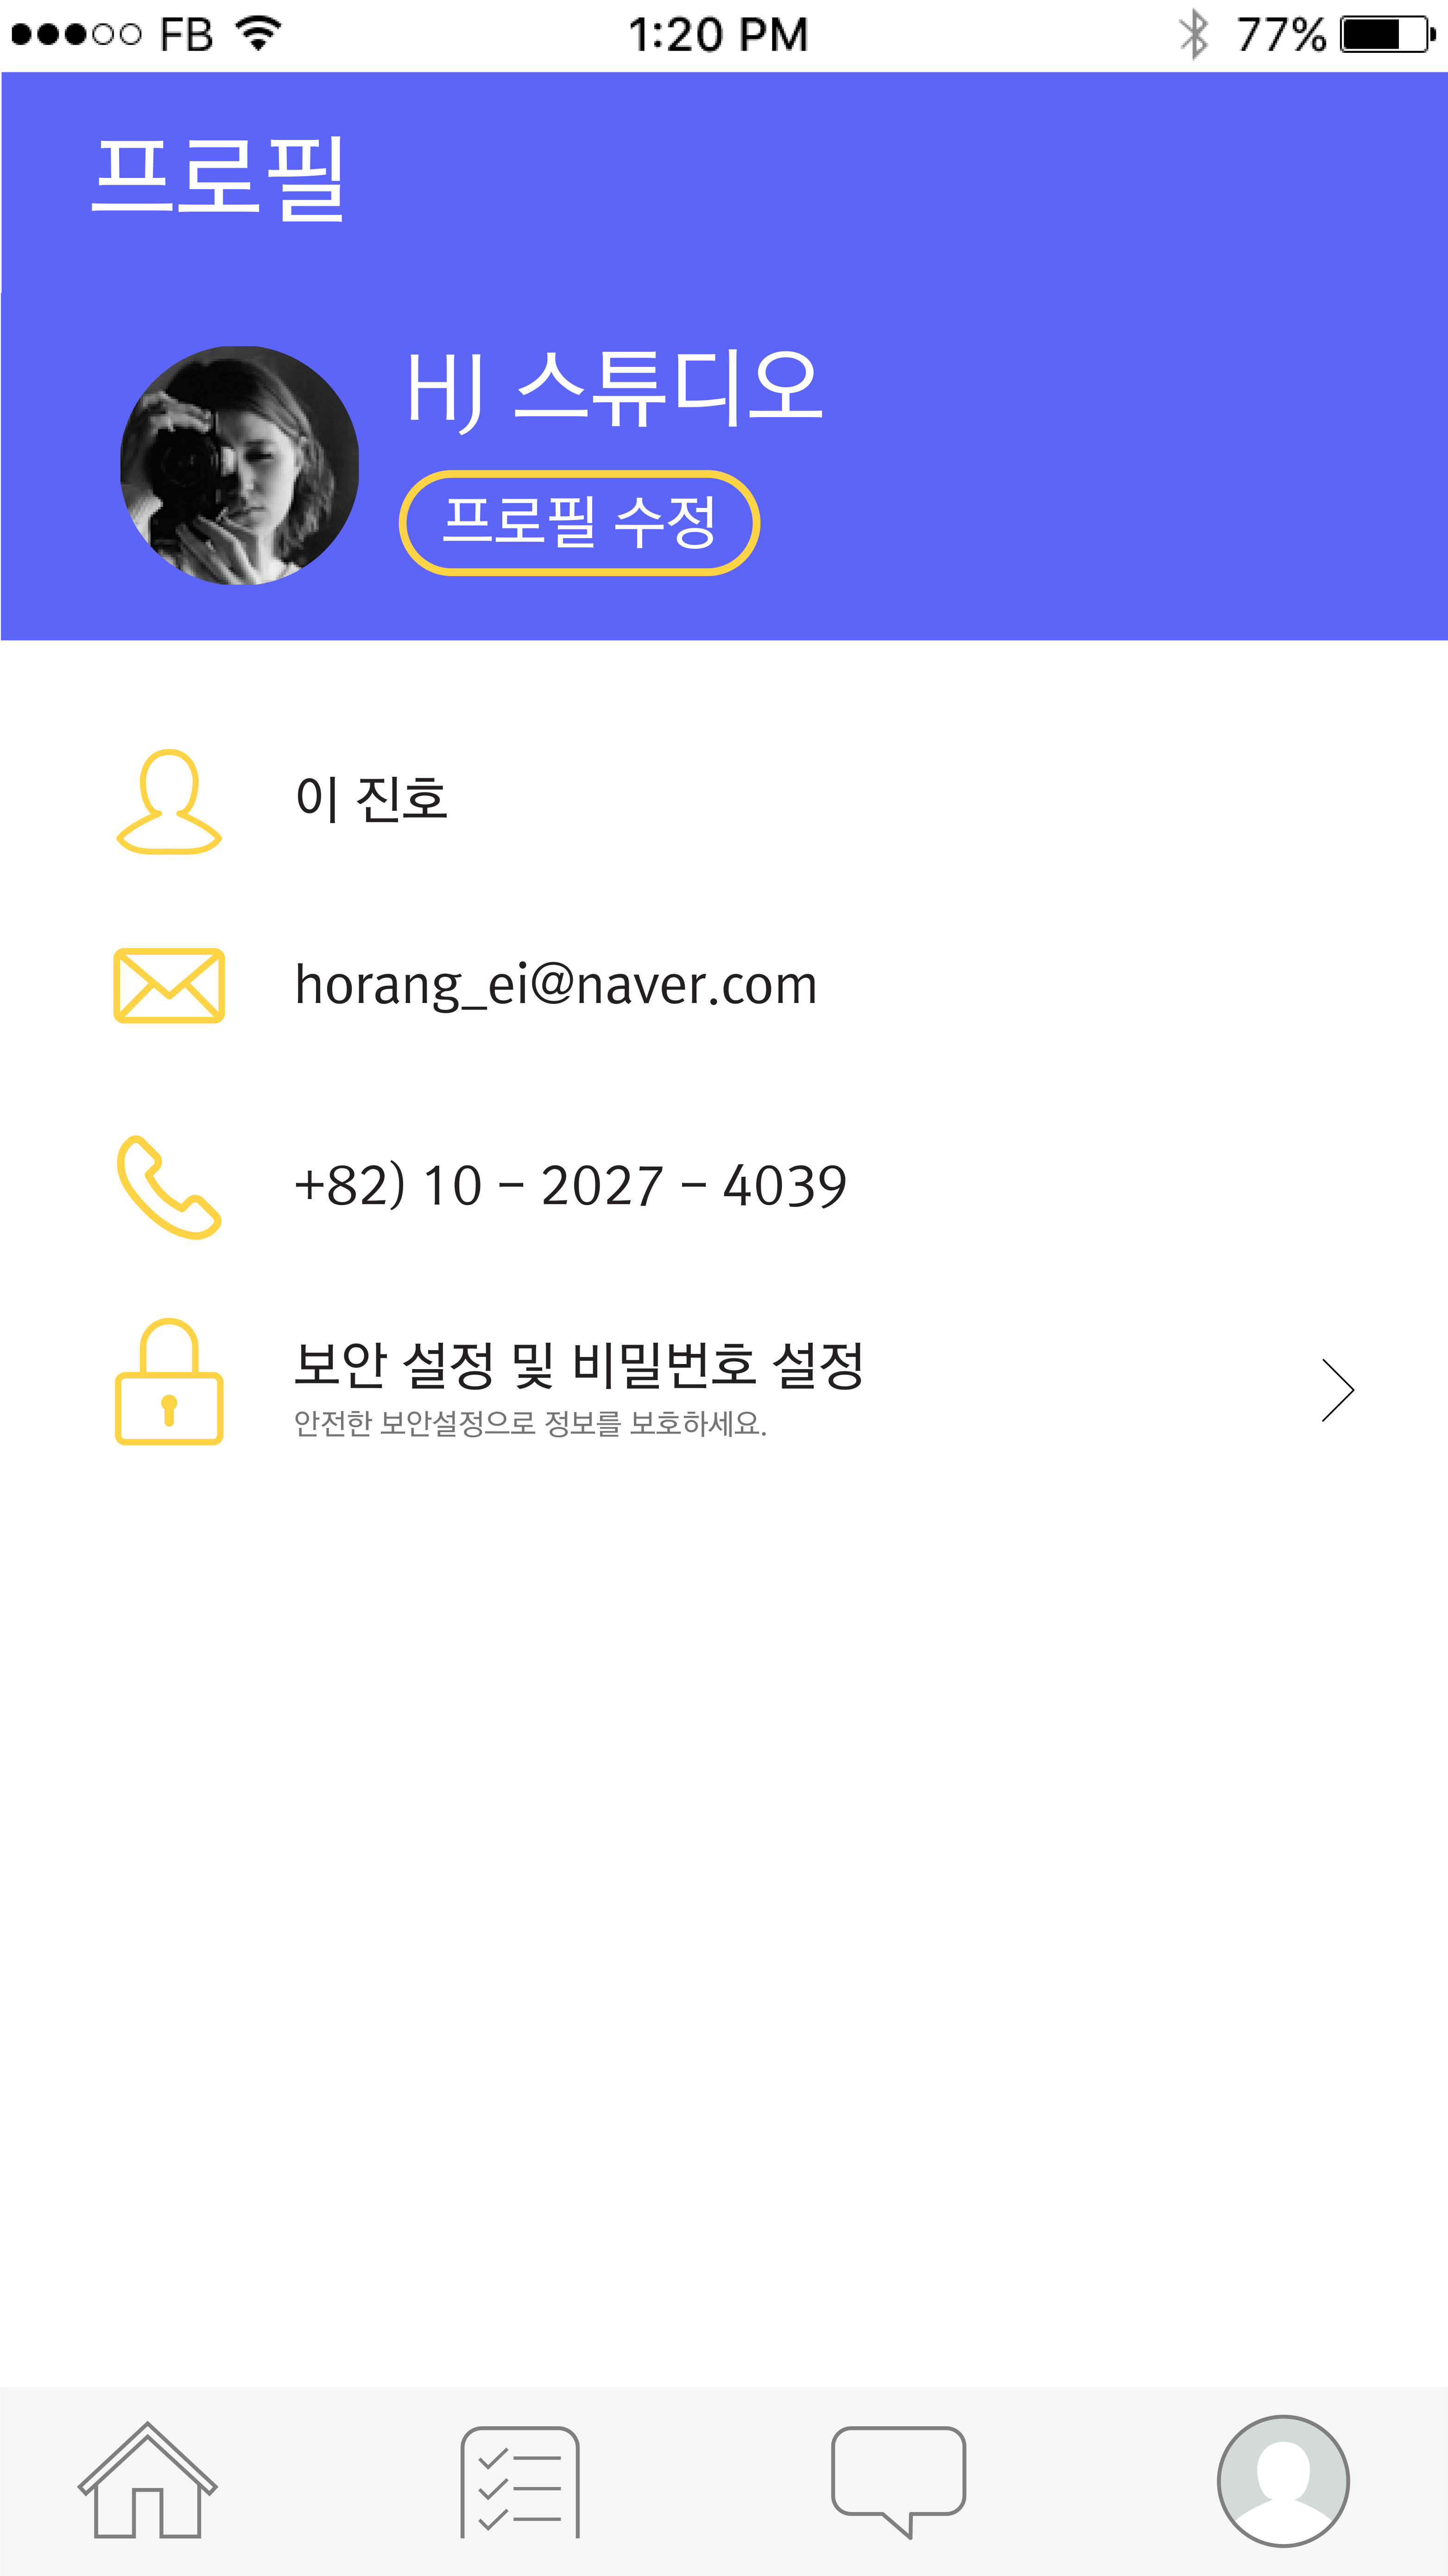 FB 1:20 PM 77%
프로필
HJ 스튜디오
프로필 수정
이 진호
horang_ei@naver.com
+82) 10 - 2027 - 4039
보안 설정 및 비밀번호 설정
안전한 보안설정으로 정보를 보호하세요.